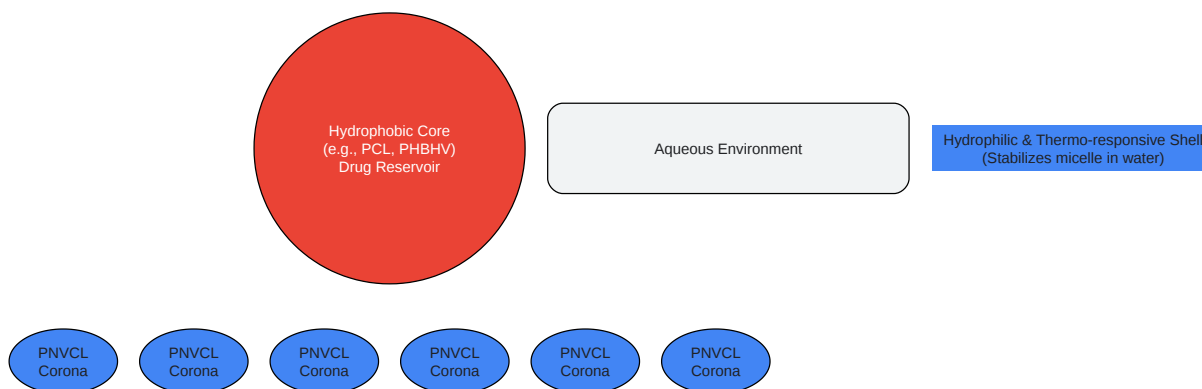 Hydrophobic Core
(e.g., PCL, PHBHV)
Drug Reservoir
Aqueous Environment
Hydrophilic & Thermo-responsive Shell
(Stabilizes micelle in water)
PNVCL
Corona
PNVCL
Corona
PNVCL
Corona
PNVCL
Corona
PNVCL
Corona
PNVCL
Corona